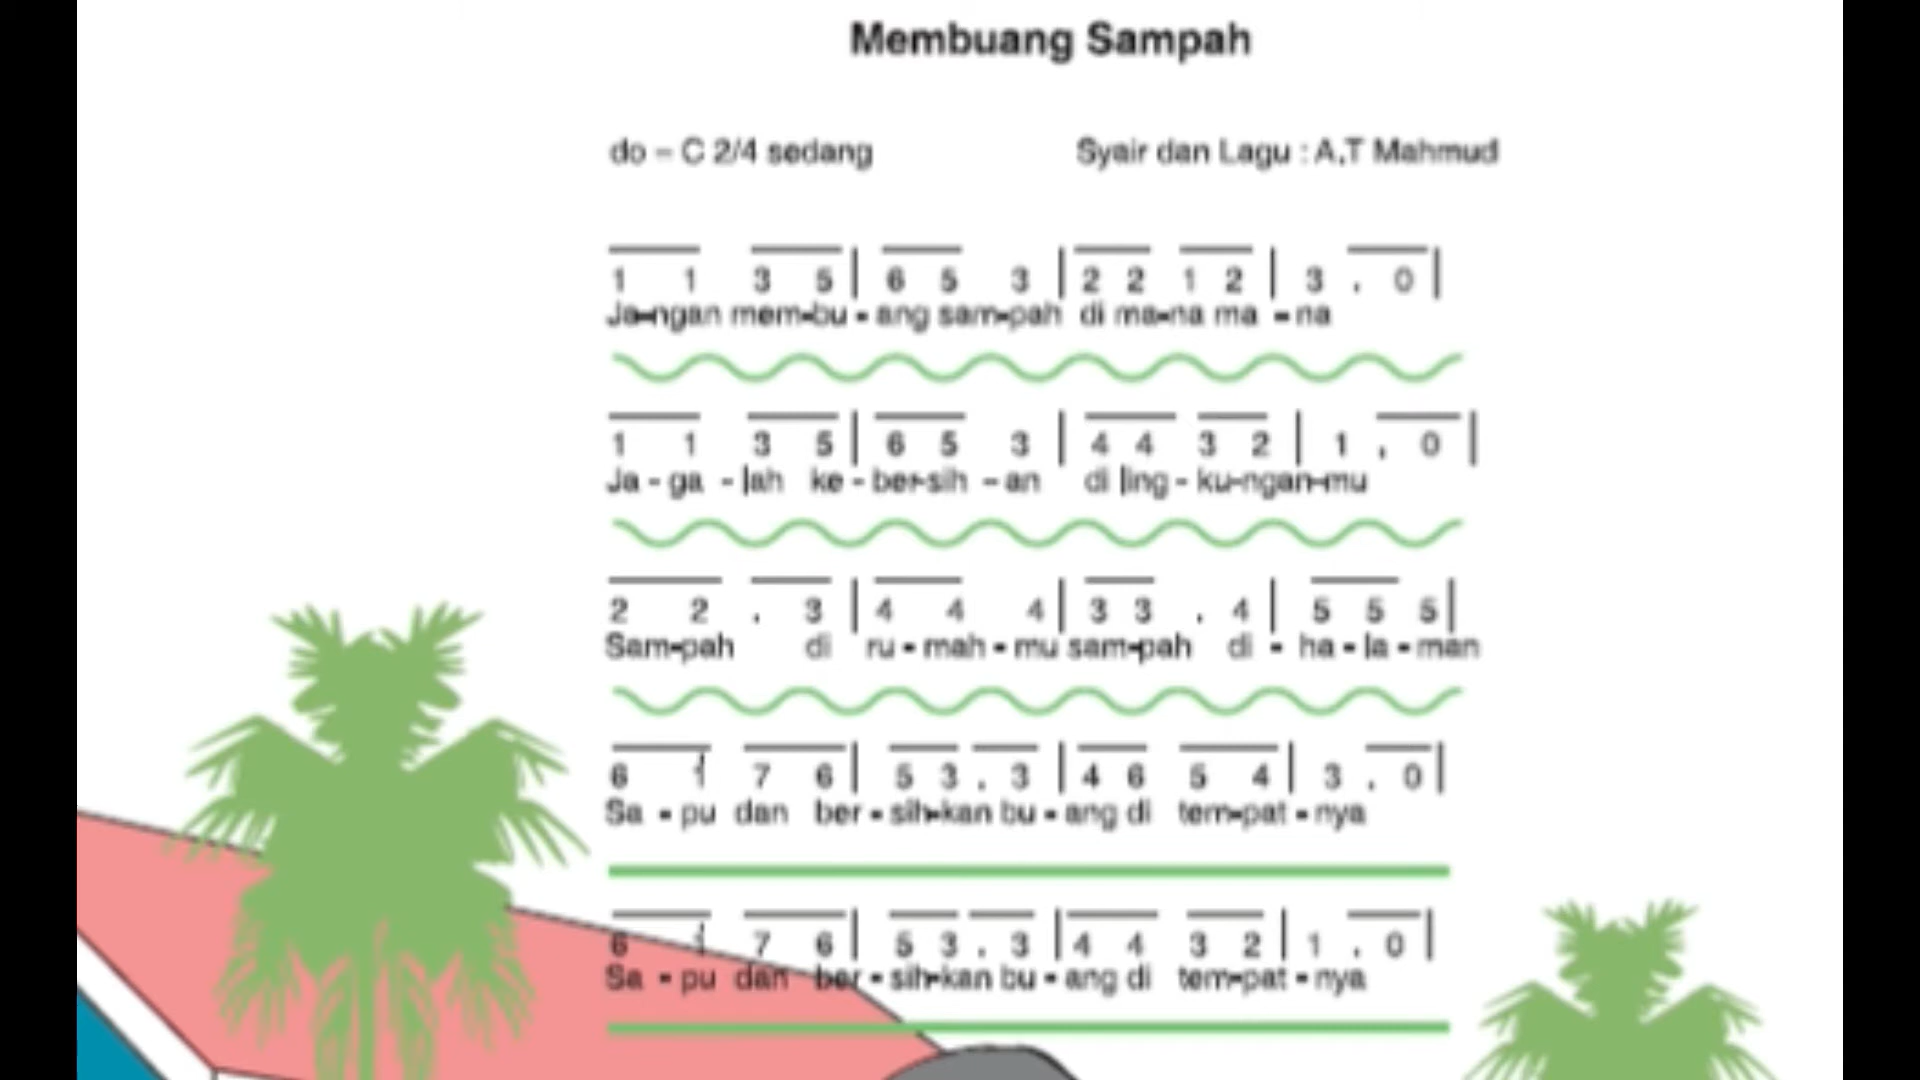 Membuang Sampah
do = C 2/4 sedang Syair dan Lagu : A.T Mahmud
1 1 3 5 | 6 5 3 | 2 2 1 2 | 3 . 0 |
Ja-ngan mem-bu - ang sam-pah di ma-na ma - na
1 1 3 5 | 6 5 3 | 4 4 3 2 | 1 . 0 |
Ja - ga - lah ke - ber-sih - an di ling - ku-ngan-mu
2 2 . 3 | 4 4 4 | 3 3 . 4 | 5 5 5 |
Sam-pah di ru - mah - mu sam-pah di - ha - la - man
6 1 7 6 | 5 3 . 3 | 4 6 5 4 | 3 . 0 |
Sa - pu dan ber - sih-kan bu - ang di tem-pat - nya
6 1 7 6 | 5 3 . 3 | 4 4 3 2 | 1 . 0 |
Sa - pu dan ber - sih-kan bu - ang di tem-pat - nya